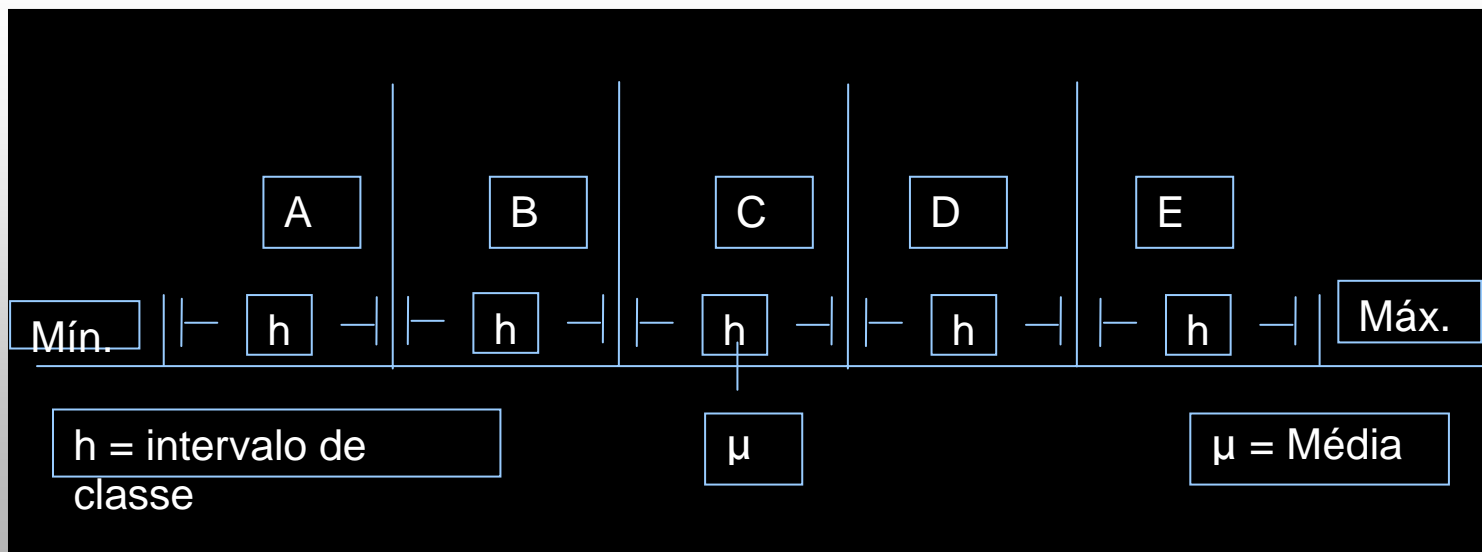 A B C D E
Mín. h h h h h Máx.
h = intervalo de
classe
μ
μ = Média